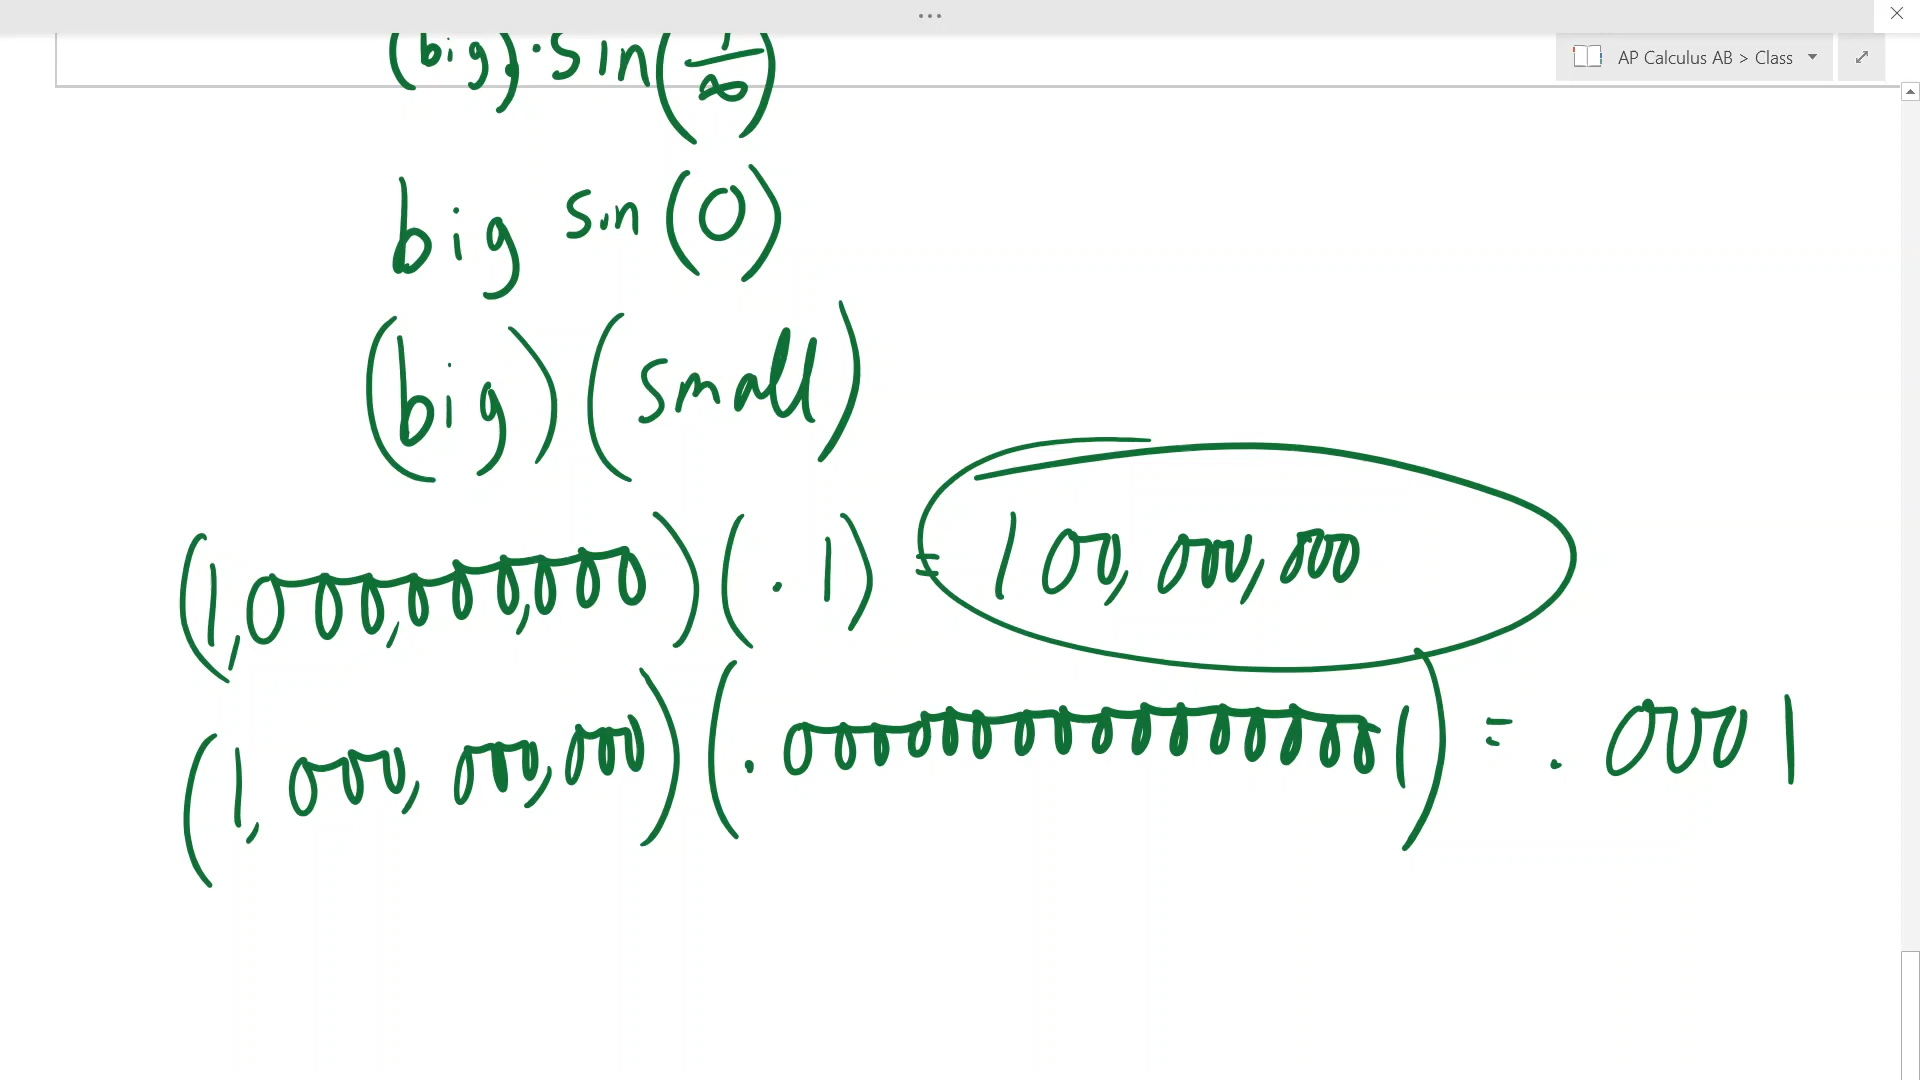 AP Calculus AB > Class
(big)·sin(1/∞)
big sin(0)
(big)(small)
(1,000,000,000)(.1) = 100,000,000
(1,000,000,000)(.0000000000000001) = .0001